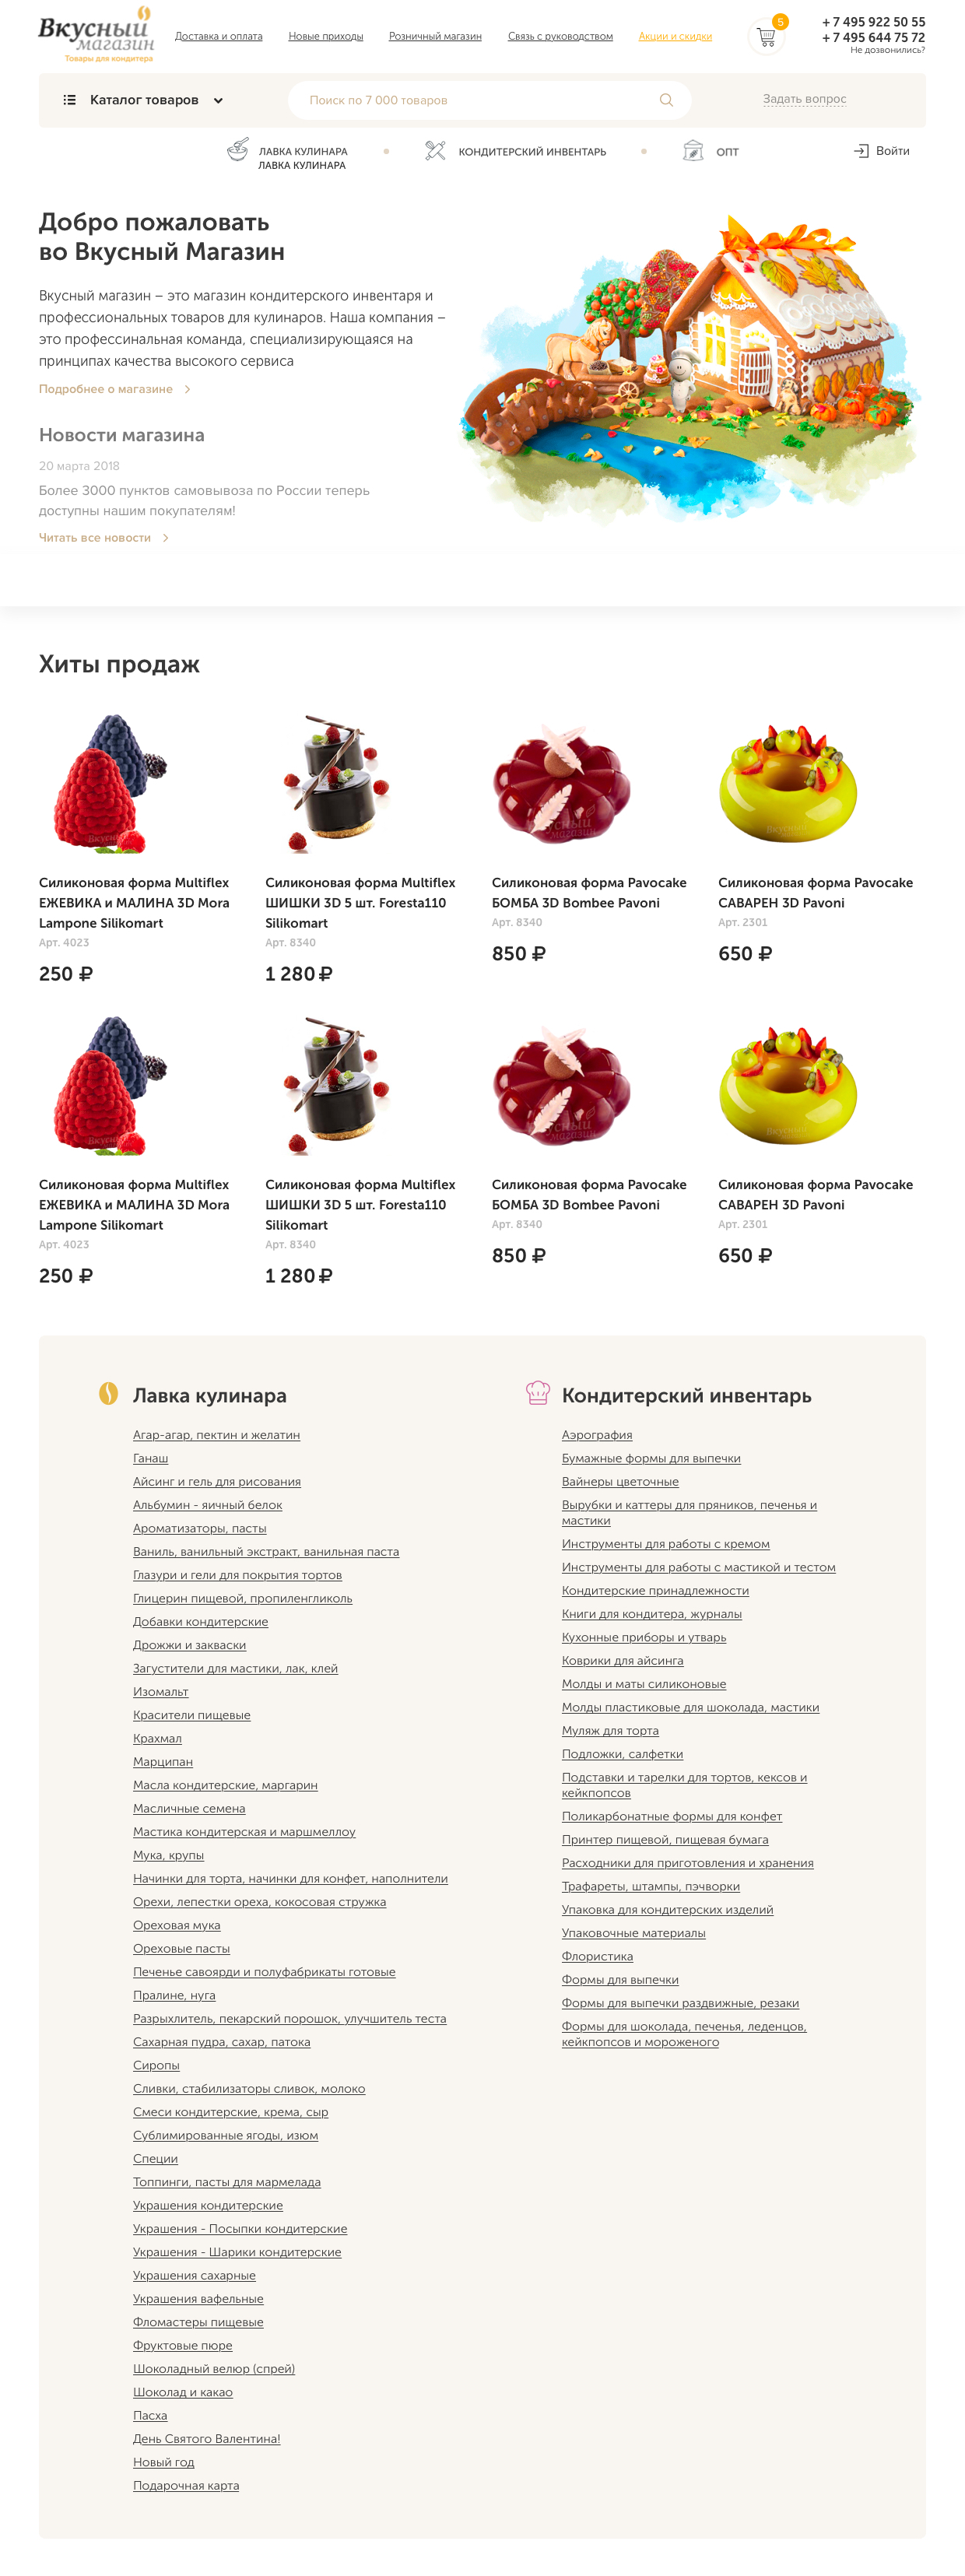 Вкусный
магазин
Товары для кондитера
Доставка и оплата
Новые приходы
Розничный магазин
Связь с руководством
Акции и скидки
5
+ 7 495 922 50 55
+ 7 495 644 75 72
Не дозвонились?
Каталог товаров
Поиск по 7 000 товаров
Задать вопрос
ЛАВКА КУЛИНАРА
ЛАВКА КУЛИНАРА
КОНДИТЕРСКИЙ ИНВЕНТАРЬ
ОПТ
Войти
Добро пожаловать
во Вкусный Магазин
Вкусный магазин – это магазин кондитерского инвентаря и
профессиональных товаров для кулинаров. Наша компания –
это профессинальная команда, специализирующаяся на
принципах качества высокого сервиса
Подробнее о магазине
Новости магазина
20 марта 2018
Более 3000 пунктов самовывоза по России теперь
доступны нашим покупателям!
Читать все новости
Хиты продаж
Силиконовая форма Multiflex
ЕЖЕВИКА и МАЛИНА 3D Mora
Lampone Silikomart
Арт. 4023
250 ₽
Силиконовая форма Multiflex
ШИШКИ 3D 5 шт. Foresta110
Silikomart
Арт. 8340
1 280 ₽
Силиконовая форма Pavocake
БОМБА 3D Bombee Pavoni
Арт. 8340
850 ₽
Силиконовая форма Pavocake
САВАРЕН 3D Pavoni
Арт. 2301
650 ₽
Силиконовая форма Multiflex
ЕЖЕВИКА и МАЛИНА 3D Mora
Lampone Silikomart
Арт. 4023
250 ₽
Силиконовая форма Multiflex
ШИШКИ 3D 5 шт. Foresta110
Silikomart
Арт. 8340
1 280 ₽
Силиконовая форма Pavocake
БОМБА 3D Bombee Pavoni
Арт. 8340
850 ₽
Силиконовая форма Pavocake
САВАРЕН 3D Pavoni
Арт. 2301
650 ₽
Лавка кулинара
Агар-агар, пектин и желатин
Ганаш
Айсинг и гель для рисования
Альбумин - яичный белок
Ароматизаторы, пасты
Ваниль, ванильный экстракт, ванильная паста
Глазури и гели для покрытия тортов
Глицерин пищевой, пропиленгликоль
Добавки кондитерские
Дрожжи и закваски
Загустители для мастики, лак, клей
Изомальт
Красители пищевые
Крахмал
Марципан
Масла кондитерские, маргарин
Масличные семена
Мастика кондитерская и маршмеллоу
Мука, крупы
Начинки для торта, начинки для конфет, наполнители
Орехи, лепестки ореха, кокосовая стружка
Ореховая мука
Ореховые пасты
Печенье савоярди и полуфабрикаты готовые
Пралине, нуга
Разрыхлитель, пекарский порошок, улучшитель теста
Сахарная пудра, сахар, патока
Сиропы
Сливки, стабилизаторы сливок, молоко
Смеси кондитерские, крема, сыр
Сублимированные ягоды, изюм
Специи
Топпинги, пасты для мармелада
Украшения кондитерские
Украшения - Посыпки кондитерские
Украшения - Шарики кондитерские
Украшения сахарные
Украшения вафельные
Фломастеры пищевые
Фруктовые пюре
Шоколадный велюр (спрей)
Шоколад и какао
Пасха
День Святого Валентина!
Новый год
Подарочная карта
Кондитерский инвентарь
Аэрография
Бумажные формы для выпечки
Вайнеры цветочные
Вырубки и каттеры для пряников, печенья и
мастики
Инструменты для работы с кремом
Инструменты для работы с мастикой и тестом
Кондитерские принадлежности
Книги для кондитера, журналы
Кухонные приборы и утварь
Коврики для айсинга
Молды и маты силиконовые
Молды пластиковые для шоколада, мастики
Муляж для торта
Подложки, салфетки
Подставки и тарелки для тортов, кексов и
кейкпопсов
Поликарбонатные формы для конфет
Принтер пищевой, пищевая бумага
Расходники для приготовления и хранения
Трафареты, штампы, пэчворки
Упаковка для кондитерских изделий
Упаковочные материалы
Флористика
Формы для выпечки
Формы для выпечки раздвижные, резаки
Формы для шоколада, печенья, леденцов,
кейкпопсов и мороженого